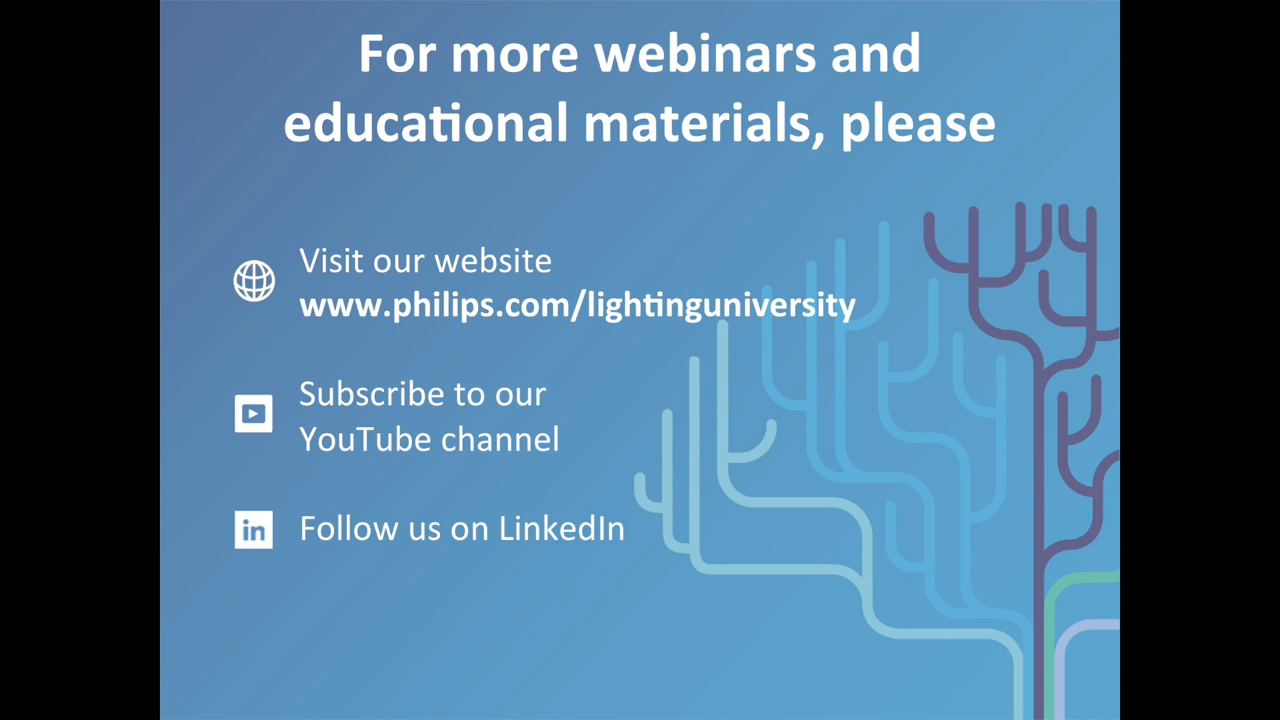 For more webinars and
educational materials, please
Visit our website
www.philips.com/lightinguniversity
Subscribe to our
YouTube channel
in Follow us on LinkedIn